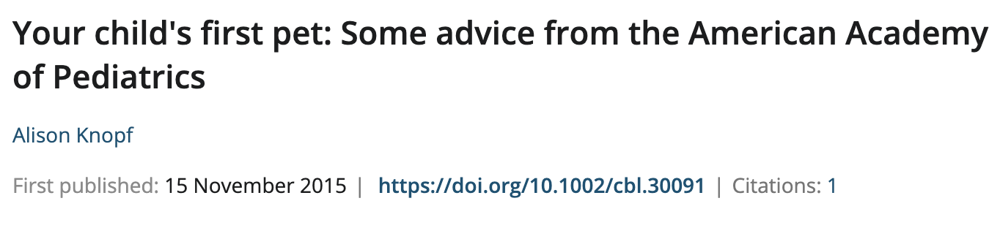 Your child's first pet: Some advice from the American Academy
of Pediatrics
Alison Knopf
First published: 15 November 2015 | https://doi.org/10.1002/cbl.30091 | Citations: 1